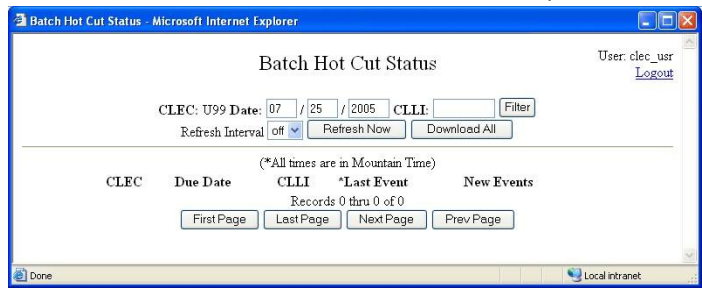 Batch Hot Cut Status - Microsoft Internet Explorer
Batch Hot Cut Status
User: clec_usr
Logout
CLEC: U99 Date: 07 / 25 / 2005 CLLI: Filter
Refresh Interval off Refresh Now Download All
(*All times are in Mountain Time)
CLEC Due Date CLLI *Last Event New Events
Records 0 thru 0 of 0
First Page Last Page Next Page Prev Page
Done Local intranet